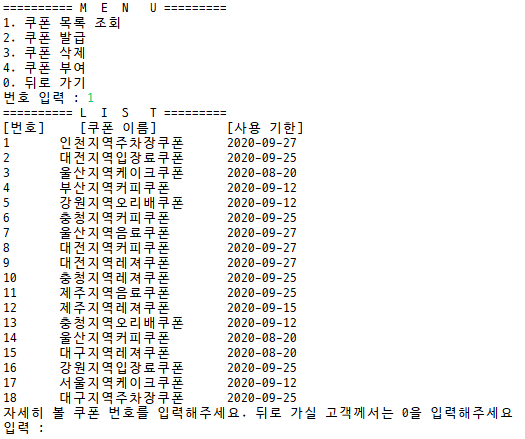 ========== M E N U =========
1. 쿠폰 목록 조회
2. 쿠폰 발급
3. 쿠폰 삭제
4. 쿠폰 부여
0. 뒤로 가기
번호 입력 : 1
========== L I S T =========
[번호] [쿠폰 이름] [사용 기한]
1 인천지역주차장쿠폰 2020-09-27
2 대전지역입장료쿠폰 2020-09-25
3 울산지역케이크쿠폰 2020-08-20
4 부산지역커피쿠폰 2020-09-12
5 강원지역오리배쿠폰 2020-09-12
6 충청지역커피쿠폰 2020-09-25
7 울산지역음료쿠폰 2020-09-27
8 대전지역커피쿠폰 2020-09-27
9 대전지역레져쿠폰 2020-09-27
10 충청지역레져쿠폰 2020-09-25
11 제주지역음료쿠폰 2020-09-25
12 제주지역레져쿠폰 2020-09-15
13 충청지역오리배쿠폰 2020-09-12
14 울산지역커피쿠폰 2020-08-20
15 대구지역레져쿠폰 2020-08-20
16 강원지역입장료쿠폰 2020-09-25
17 서울지역케이크쿠폰 2020-09-12
18 대구지역주차장쿠폰 2020-09-25
자세히 볼 쿠폰 번호를 입력해주세요. 뒤로 가실 고객께서는 0을 입력해주세요
입력 :